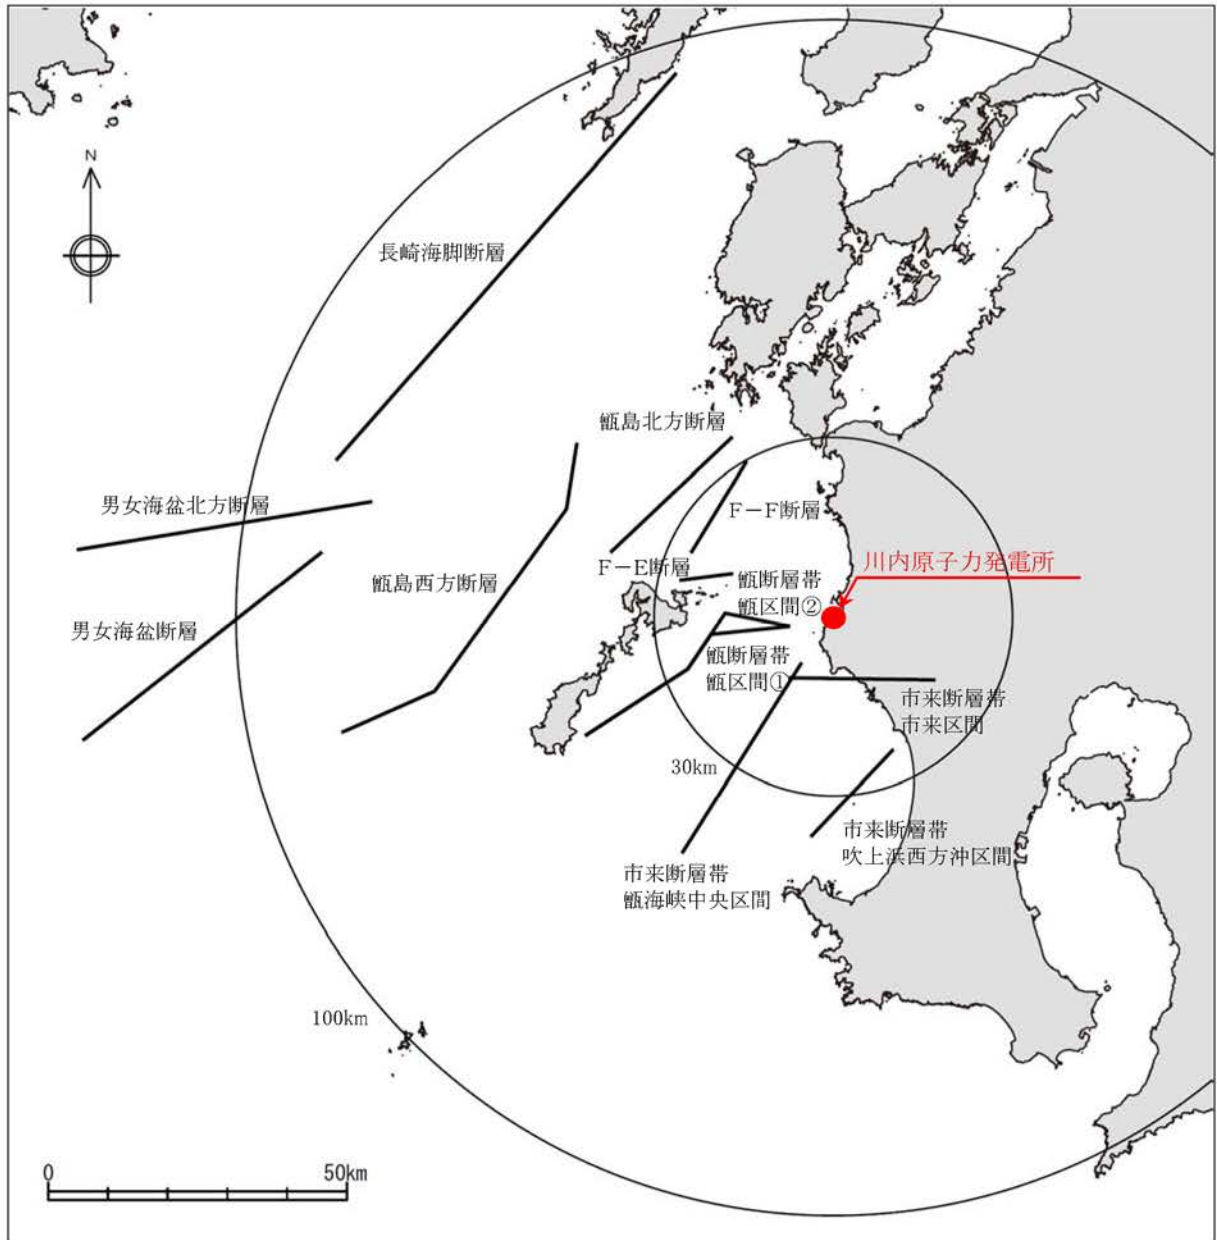 N
長崎海脚断層
甑島北方断層
男女海盆北方断層
F－F断層
川内原子力発電所
F－E断層
甑断層帯
甑区間②
甑島西方断層
男女海盆断層
甑断層帯
甑区間①
市来断層帯
市来区間
30km
市来断層帯
吹上浜西方沖区間
市来断層帯
甑海峡中央区間
100km
0
50km